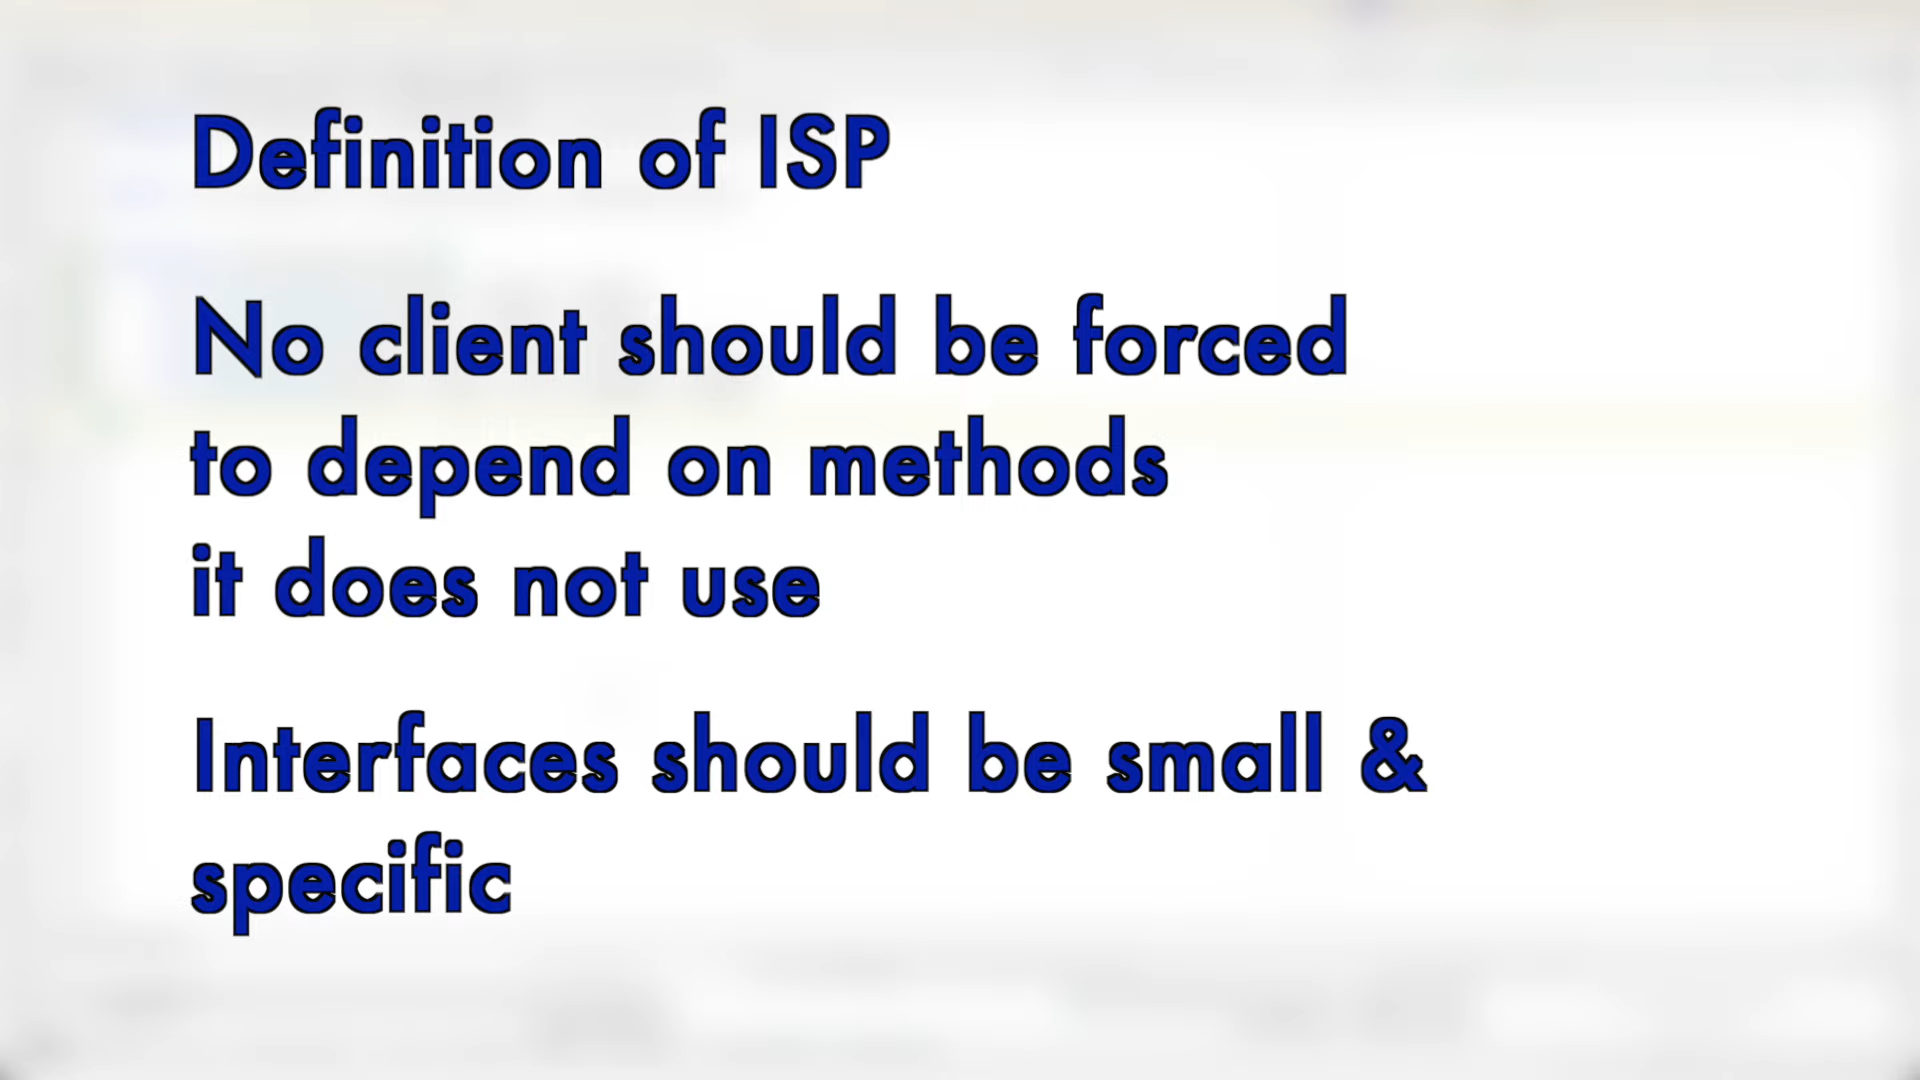 Definition of ISP
No client should be forced
to depend on methods
it does not use
Interfaces should be small &
specific